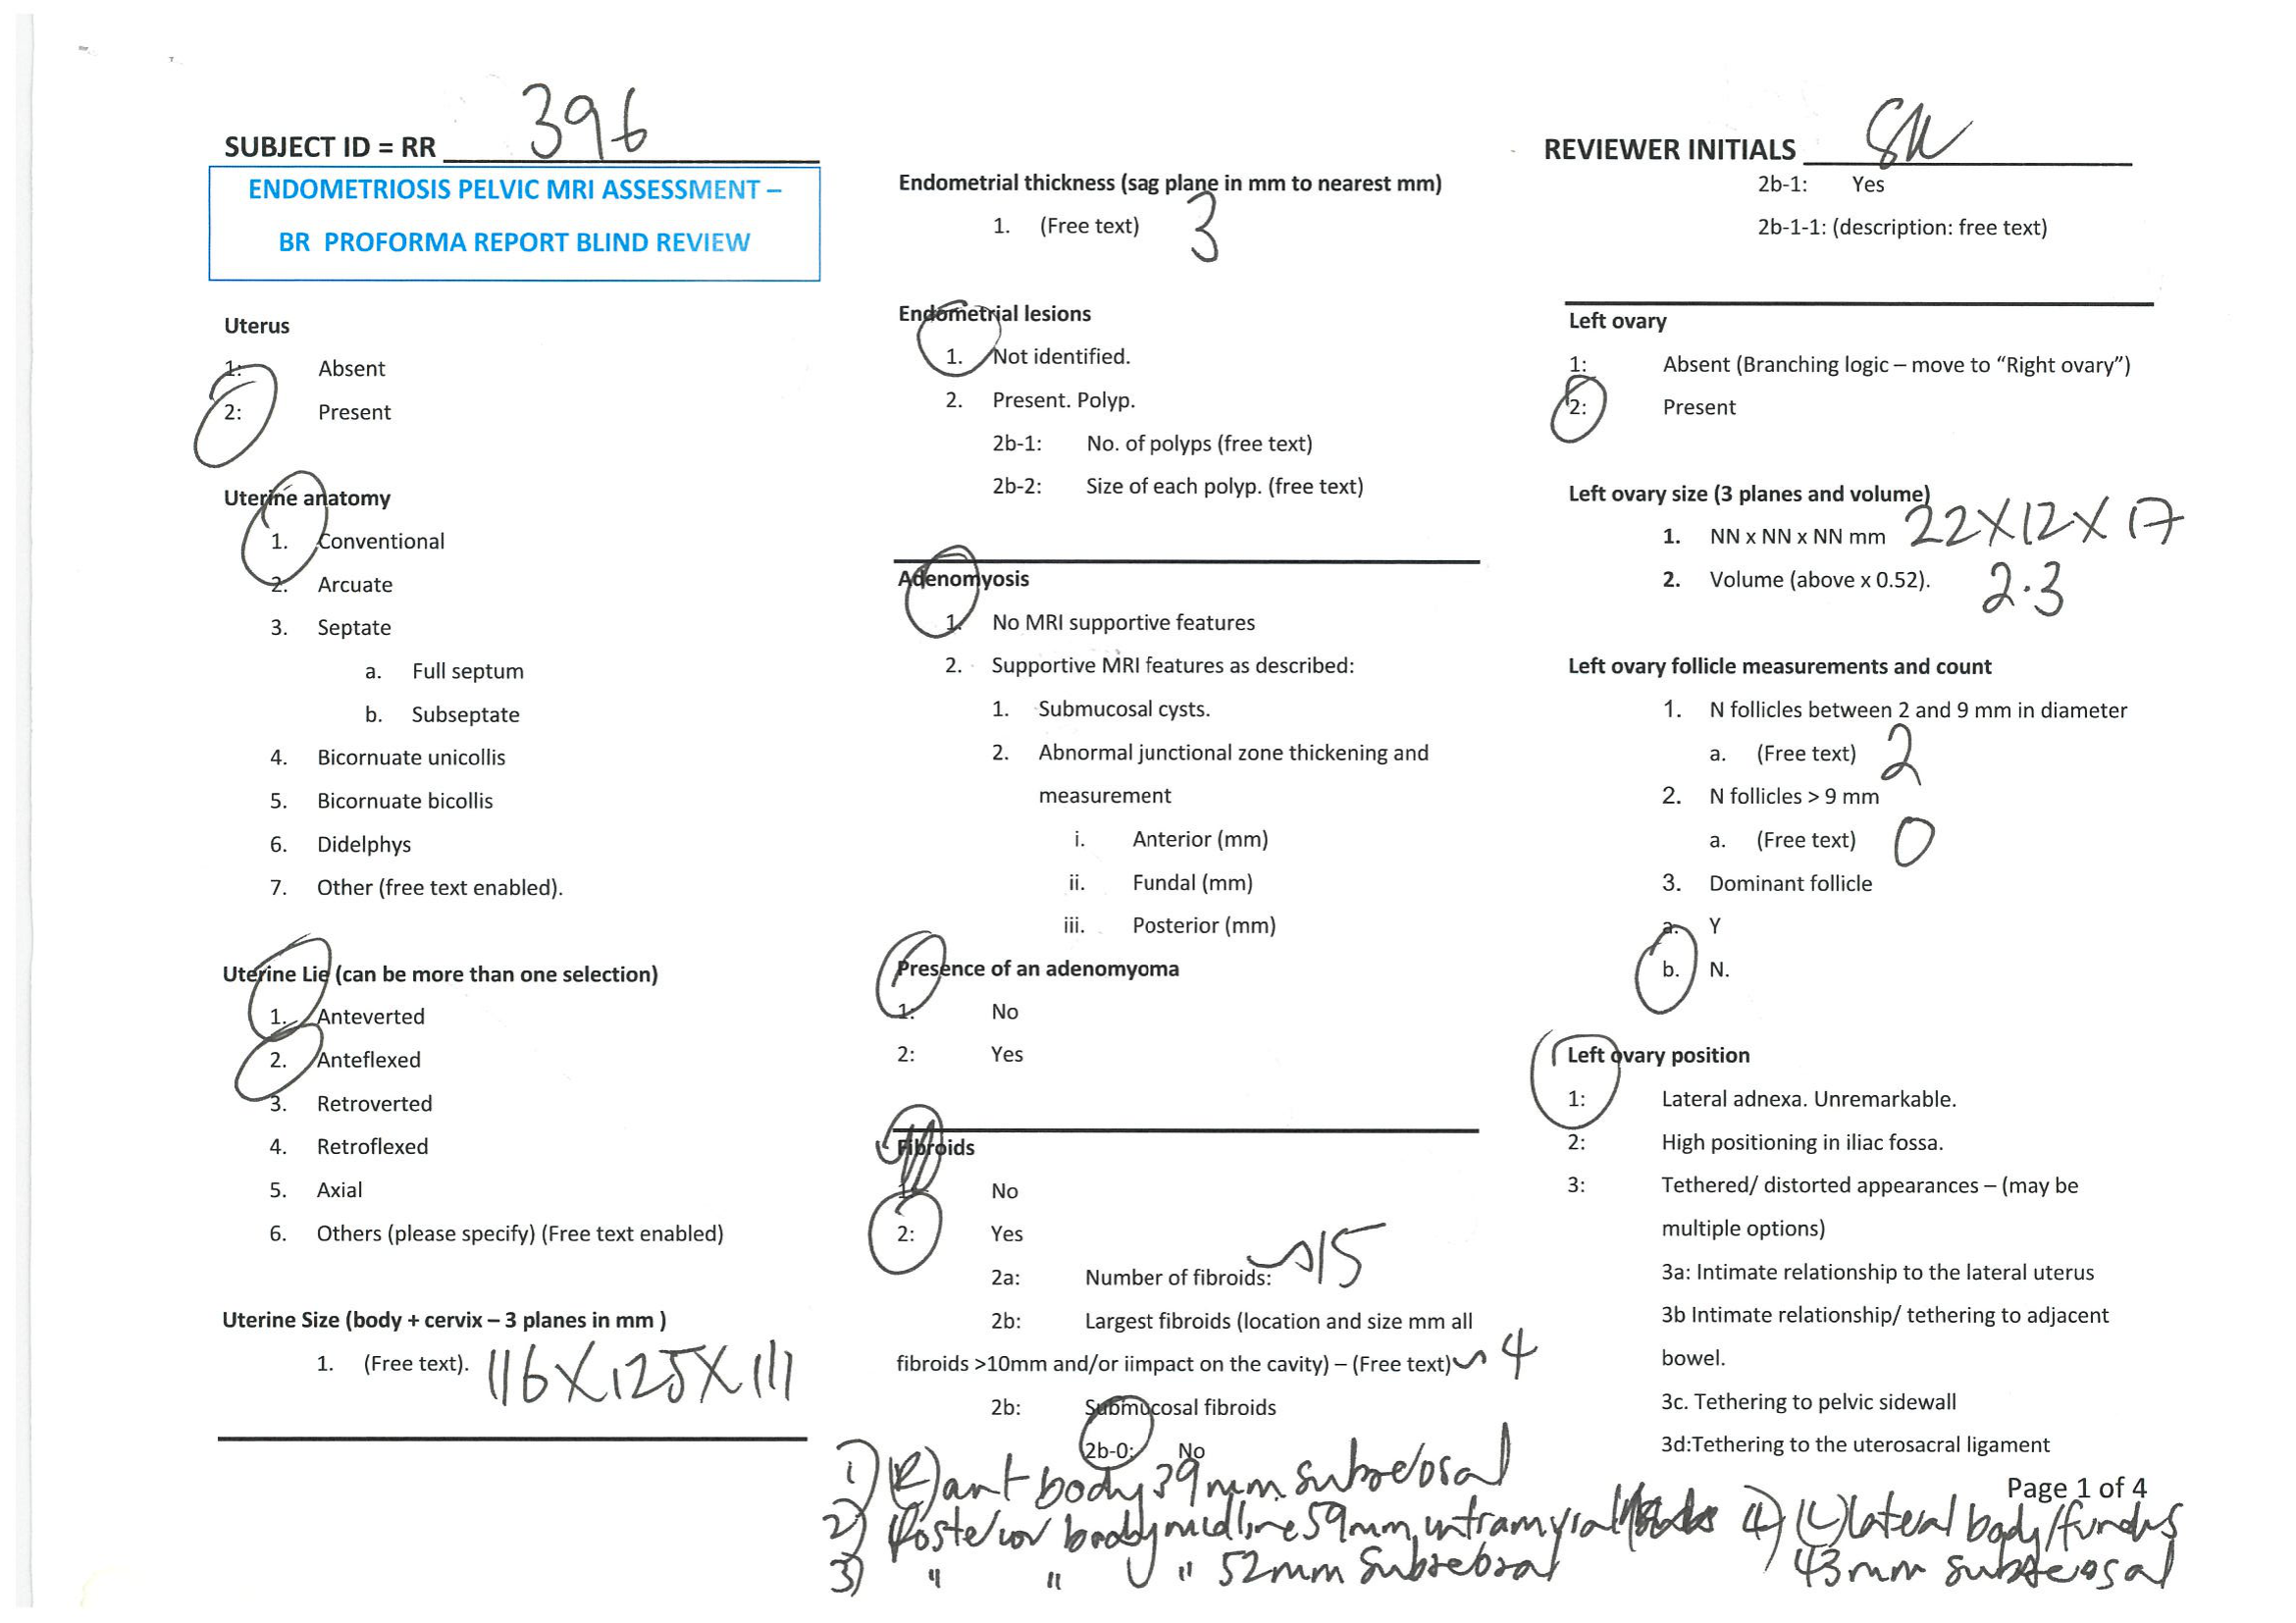 SUBJECT ID = RR 396
ENDOMETRIOSIS PELVIC MRI ASSESSMENT –
BR PROFORMA REPORT BLIND REVIEW
Uterus
1: Absent
2: Present
Uterine anatomy
1. Conventional
2. Arcuate
3. Septate
a. Full septum
b. Subseptate
4. Bicornuate unicollis
5. Bicornuate bicollis
6. Didelphys
7. Other (free text enabled).
Uterine Lie (can be more than one selection)
1. Anteverted
2. Anteflexed
3. Retroverted
4. Retroflexed
5. Axial
6. Others (please specify) (Free text enabled)
Uterine Size (body + cervix – 3 planes in mm )
1. (Free text). 116X125X111
Endometrial thickness (sag plane in mm to nearest mm)
1. (Free text) 3
Endometrial lesions
1. Not identified.
2. Present. Polyp.
2b-1: No. of polyps (free text)
2b-2: Size of each polyp. (free text)
Adenomyosis
1. No MRI supportive features
2. Supportive MRI features as described:
1. Submucosal cysts.
2. Abnormal junctional zone thickening and
measurement
i. Anterior (mm)
ii. Fundal (mm)
iii. Posterior (mm)
Presence of an adenomyoma
1: No
2: Yes
Fibroids
1: No
2: Yes
2a: Number of fibroids: ~15
2b: Largest fibroids (location and size mm all
fibroids >10mm and/or iimpact on the cavity) – (Free text) ~4
2b: Submucosal fibroids
2b-0: No
1) (R) ant body 39mm subserosal
2) Posterior body midline 59mm intramural
3) " " " 52mm subserosal
REVIEWER INITIALS
2b-1: Yes
2b-1-1: (description: free text)
Left ovary
1: Absent (Branching logic – move to “Right ovary”)
2: Present
Left ovary size (3 planes and volume)
1. NN x NN x NN mm 22X12X17
2. Volume (above x 0.52). 2.3
Left ovary follicle measurements and count
1. N follicles between 2 and 9 mm in diameter
a. (Free text) 2
2. N follicles > 9 mm
a. (Free text) 0
3. Dominant follicle
a. Y
b. N.
Left ovary position
1: Lateral adnexa. Unremarkable.
2: High positioning in iliac fossa.
3: Tethered/ distorted appearances – (may be
multiple options)
3a: Intimate relationship to the lateral uterus
3b Intimate relationship/ tethering to adjacent
bowel.
3c. Tethering to pelvic sidewall
3d:Tethering to the uterosacral ligament
Page 1 of 4
4) (L) lateral body/fundus
43mm subserosal